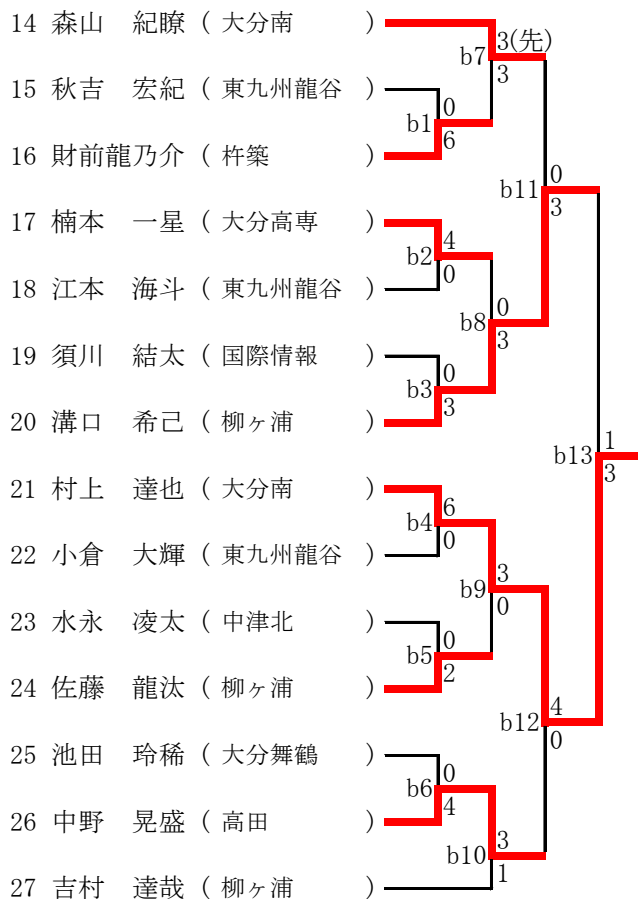 14 森山　紀瞭 ( 大分南 )
3(先)
b7
3
15 秋吉　宏紀 ( 東九州龍谷 )
0
b1
6
16 財前龍乃介 ( 杵築 )
0
b11
3
17 楠本　一星 ( 大分高専 )
4
b2
0
18 江本　海斗 ( 東九州龍谷 )
0
b8
3
19 須川　結太 ( 国際情報 )
0
b3
3
20 溝口　希己 ( 柳ヶ浦 )
1
b13
3
21 村上　達也 ( 大分南 )
6
b4
0
22 小倉　大輝 ( 東九州龍谷 )
3
b9
0
23 水永　凌太 ( 中津北 )
0
b5
2
24 佐藤　龍汰 ( 柳ヶ浦 )
4
b12
0
25 池田　玲稀 ( 大分舞鶴 )
0
b6
4
26 中野　晃盛 ( 高田 )
3
b10
1
27 吉村　達哉 ( 柳ヶ浦 )